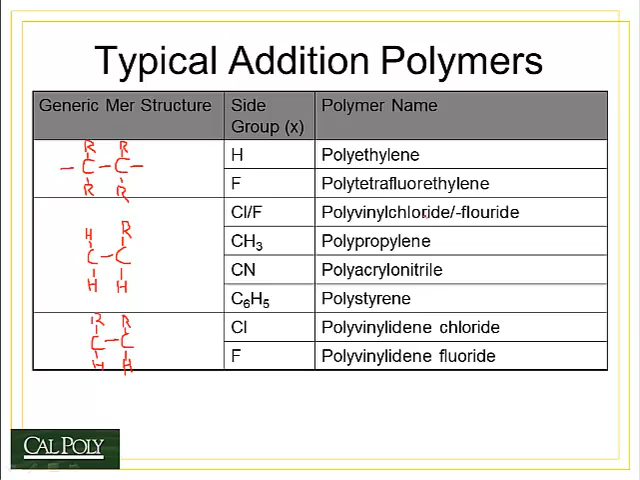 Typical Addition Polymers
Generic Mer Structure Side Group (x) Polymer Name
R R
– C – C –
R R
H Polyethylene
F Polytetrafluorethylene
H R
C – C
H H
Cl/F Polyvinylchloride/-flouride
CH₃ Polypropylene
CN Polyacrylonitrile
C₆H₅ Polystyrene
R R
C – C
H H
Cl Polyvinylidene chloride
F Polyvinylidene fluoride
CAL POLY